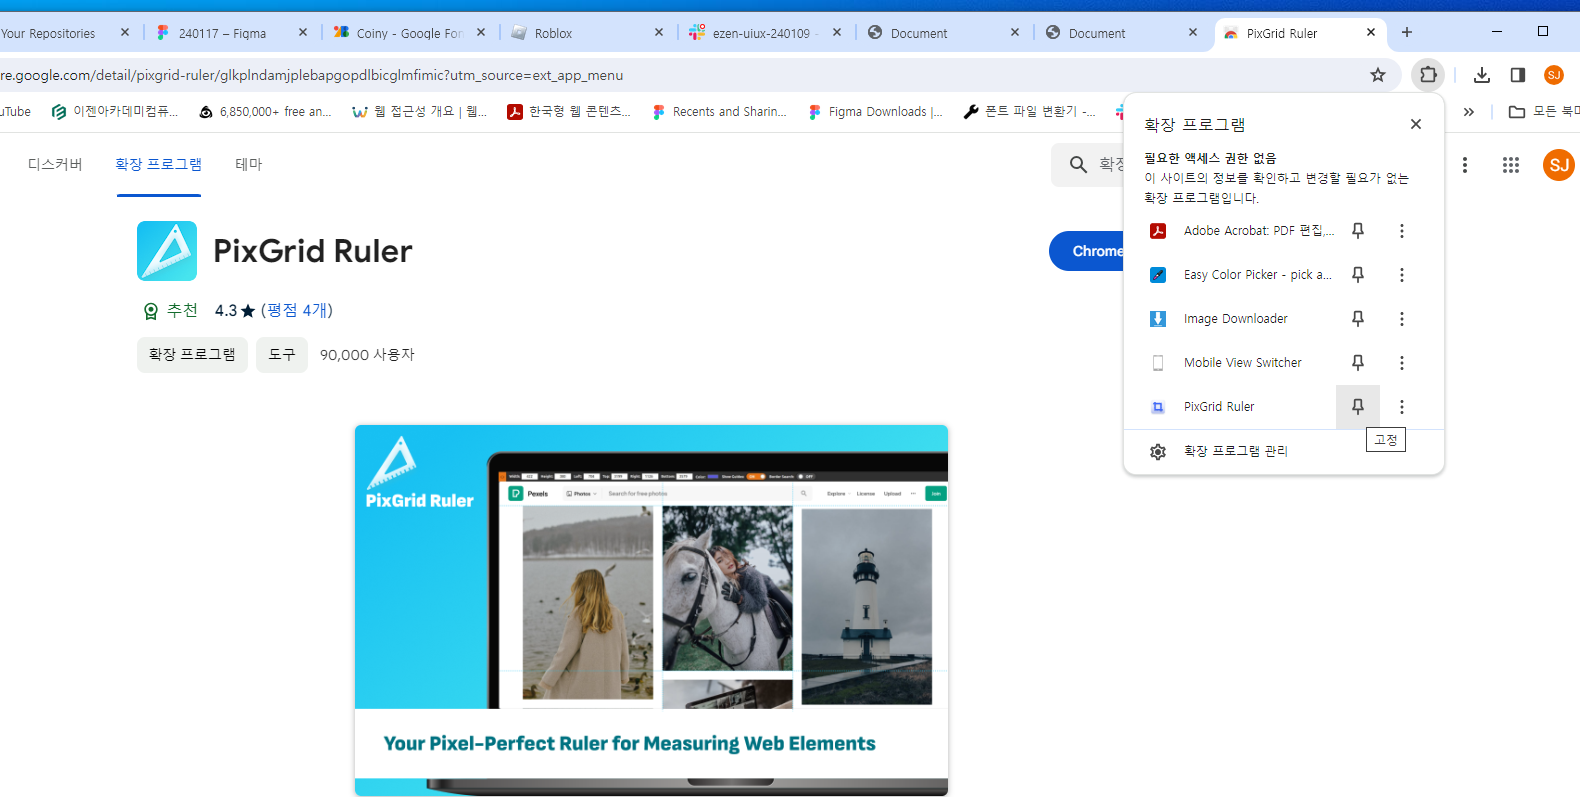 Your Repositories
240117 – Figma
Coiny - Google Fon
Roblox
ezen-uiux-240109 -
Document
Document
PixGrid Ruler
re.google.com/detail/pixgrid-ruler/glkplndamjplebapgopdlbicglmfimic?utm_source=ext_app_menu
SJ
uTube
이젠아카데미컴퓨...
6,850,000+ free an...
웹 접근성 개요 | 웹...
한국형 웹 콘텐츠...
Recents and Sharin...
Figma Downloads |...
폰트 파일 변환기 -...
»
모든 북마
디스커버
확장 프로그램
테마
SJ
PixGrid Ruler
Chrome
추천
4.3★ (평점 4개)
확장 프로그램
도구
90,000 사용자
PixGrid Ruler
Pexels
Photos
Search for free photos
Explore
License
Upload
Join
Your Pixel-Perfect Ruler for Measuring Web Elements
확장 프로그램
필요한 액세스 권한 없음
이 사이트의 정보를 확인하고 변경할 필요가 없는
확장 프로그램입니다.
Adobe Acrobat: PDF 편집,...
Easy Color Picker - pick a...
Image Downloader
Mobile View Switcher
PixGrid Ruler
고정
확장 프로그램 관리